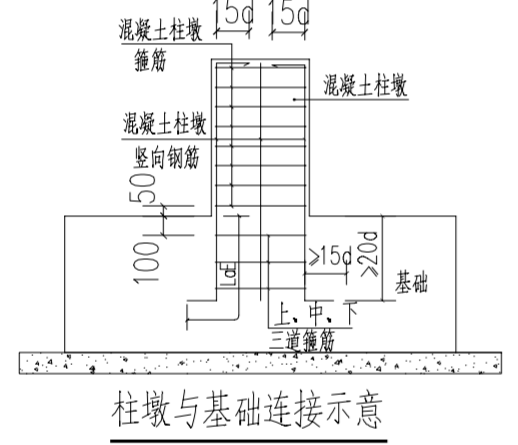 15d 15d
混凝土柱墩
箍筋
混凝土柱墩
混凝土柱墩
竖向钢筋
50
100
LaE
≥15d
≥20d
基础
上、中、下
三道箍筋
柱墩与基础连接示意